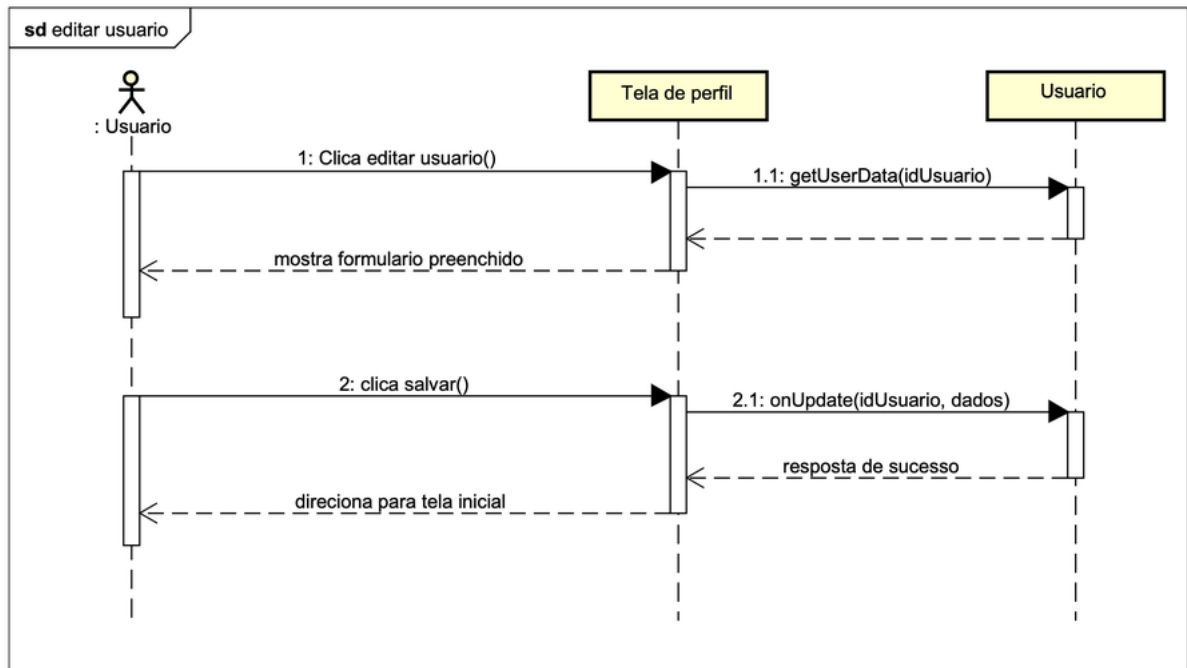 sd editar usuario
: Usuario
Tela de perfil
Usuario
1: Clica editar usuario()
1.1: getUserData(idUsuario)
mostra formulario preenchido
2: clica salvar()
2.1: onUpdate(idUsuario, dados)
resposta de sucesso
direciona para tela inicial